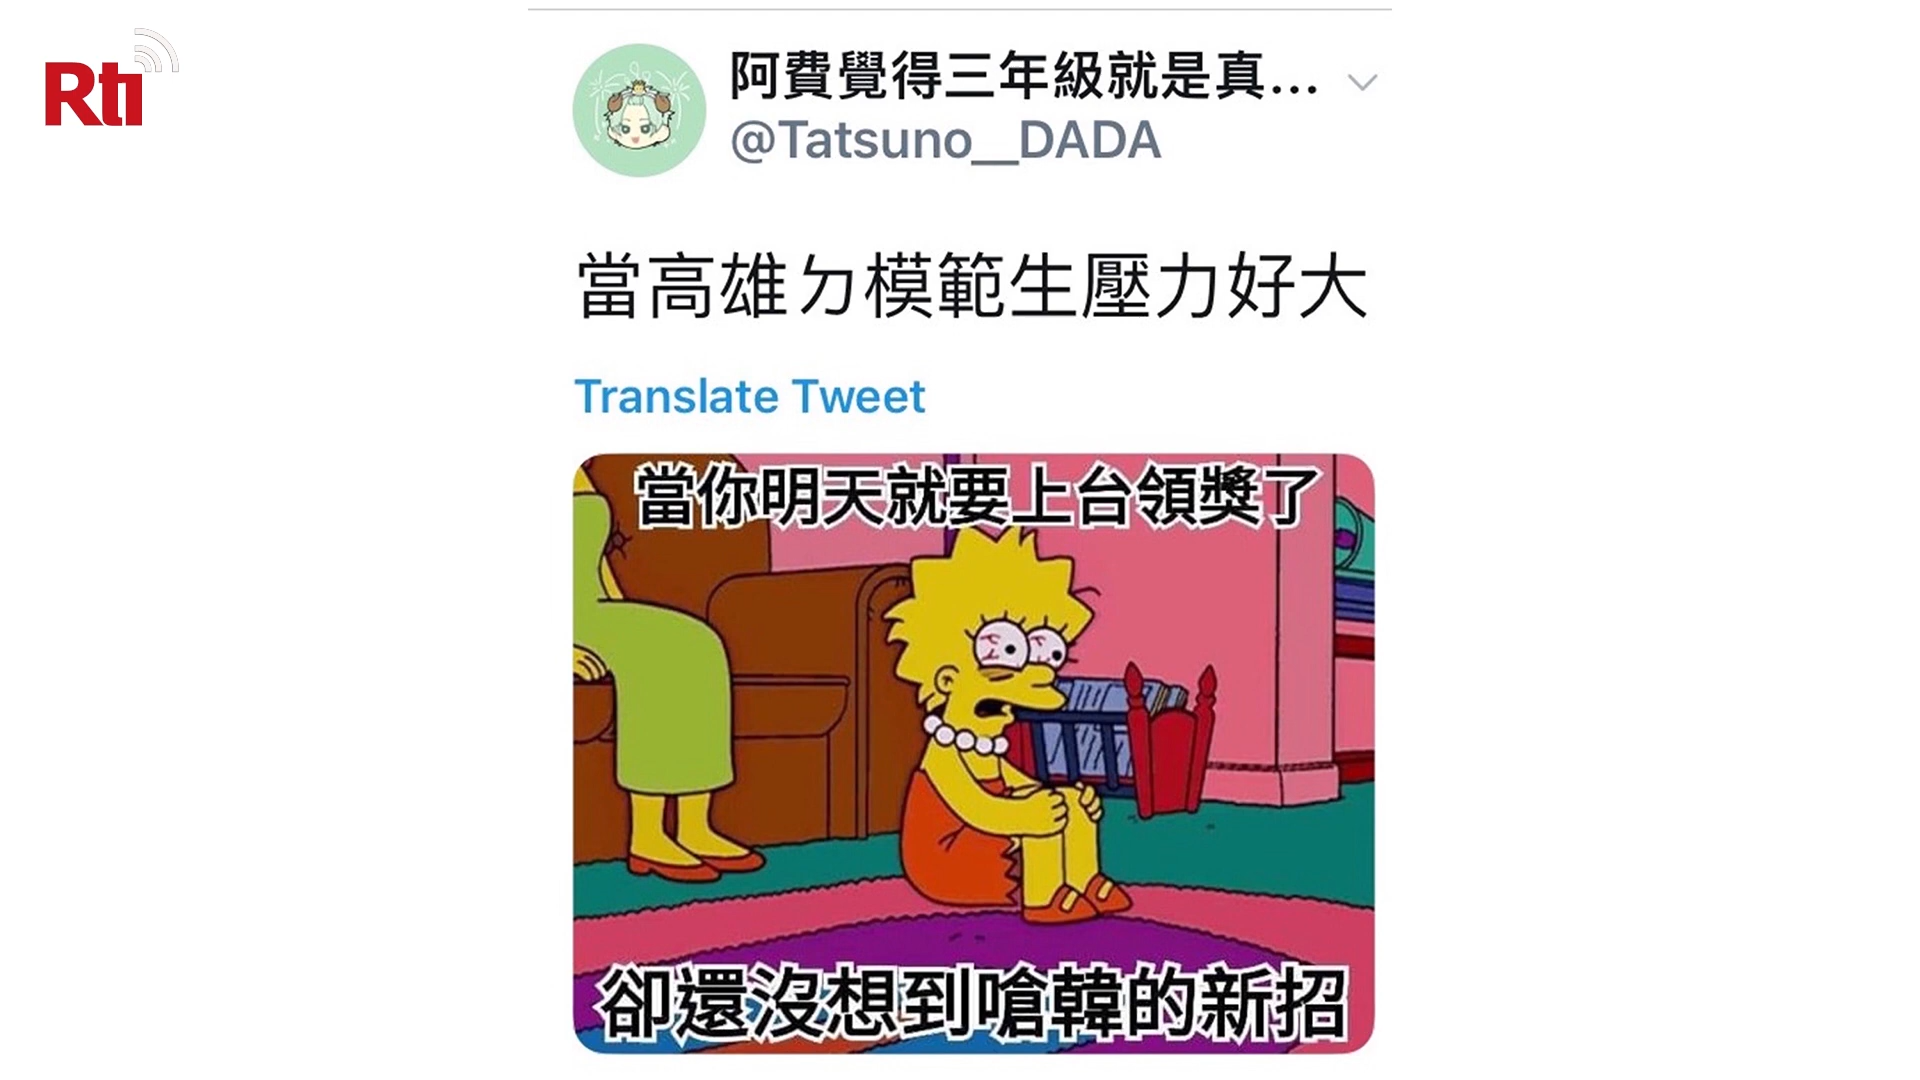 Rti
阿費覺得三年級就是真...
@Tatsuno__DADA
當高雄ㄉ模範生壓力好大
Translate Tweet
當你明天就要上台領獎了
卻還沒想到嗆韓的新招